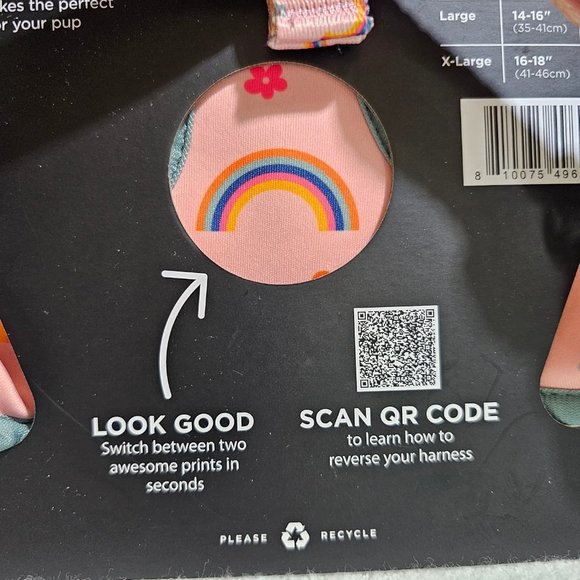 kes the perfect
r your pup
Large 14-16"
(35-41cm)
X-Large 16-18"
(41-46cm)
8 10075 496
LOOK GOOD
Switch between two
awesome prints in
seconds
SCAN QR CODE
to learn how to
reverse your harness
PLEASE RECYCLE